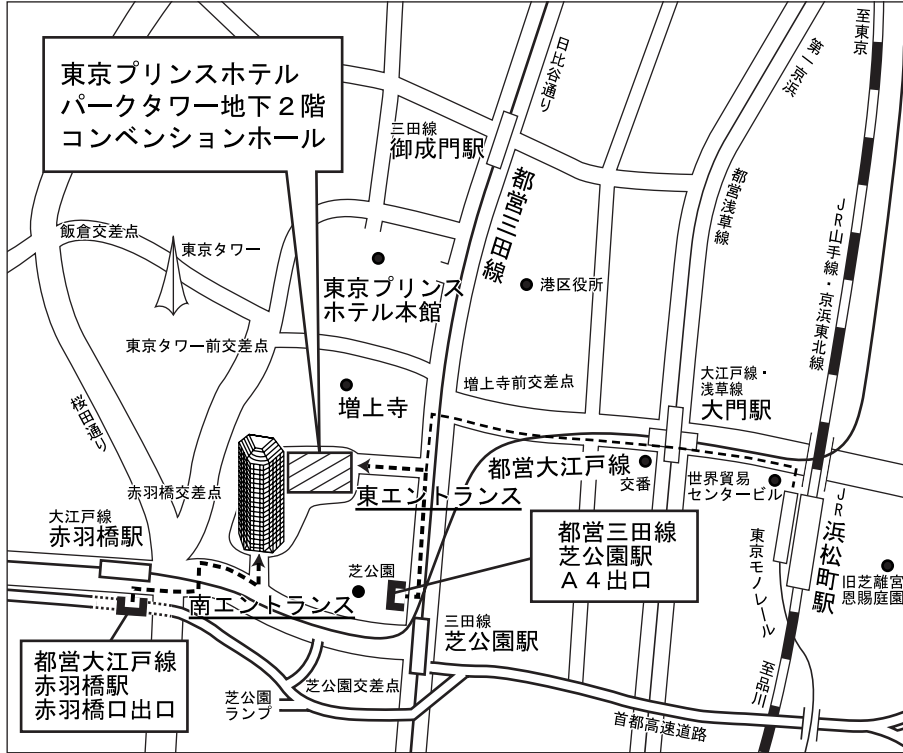 東京プリンスホテル
パークタワー地下２階
コンベンションホール
日比谷通り
第一京浜
至東京
三田線
御成門駅
都営三田線
都営浅草線
JR山手線・京浜東北線
飯倉交差点
東京タワー
東京プリンス
ホテル本館
港区役所
東京タワー前交差点
増上寺
増上寺前交差点
大江戸線・
浅草線
大門駅
桜田通り
赤羽橋交差点
都営大江戸線
交番
世界貿易
センタービル
東エントランス
大江戸線
赤羽橋駅
都営三田線
芝公園駅
Ａ４出口
東京モノレール
JR
浜松町駅
芝公園
旧芝離宮
恩賜庭園
南エントランス
三田線
芝公園駅
都営大江戸線
赤羽橋駅
赤羽橋口出口
芝公園
ランプ
芝公園交差点
至品川
首都高速道路